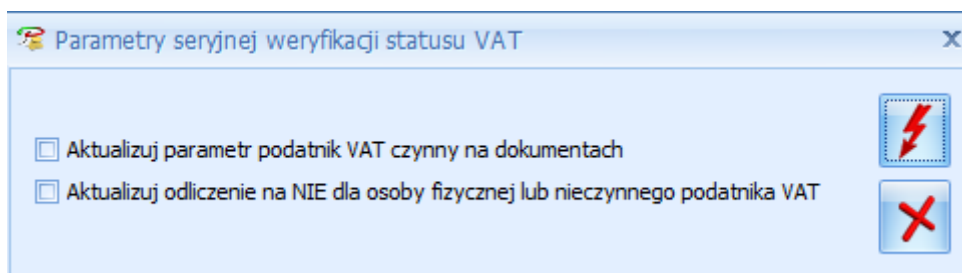 Parametry seryjnej weryfikacji statusu VAT
Aktualizuj parametr podatnik VAT czynny na dokumentach
Aktualizuj odliczenie na NIE dla osoby fizycznej lub nieczynnego podatnika VAT